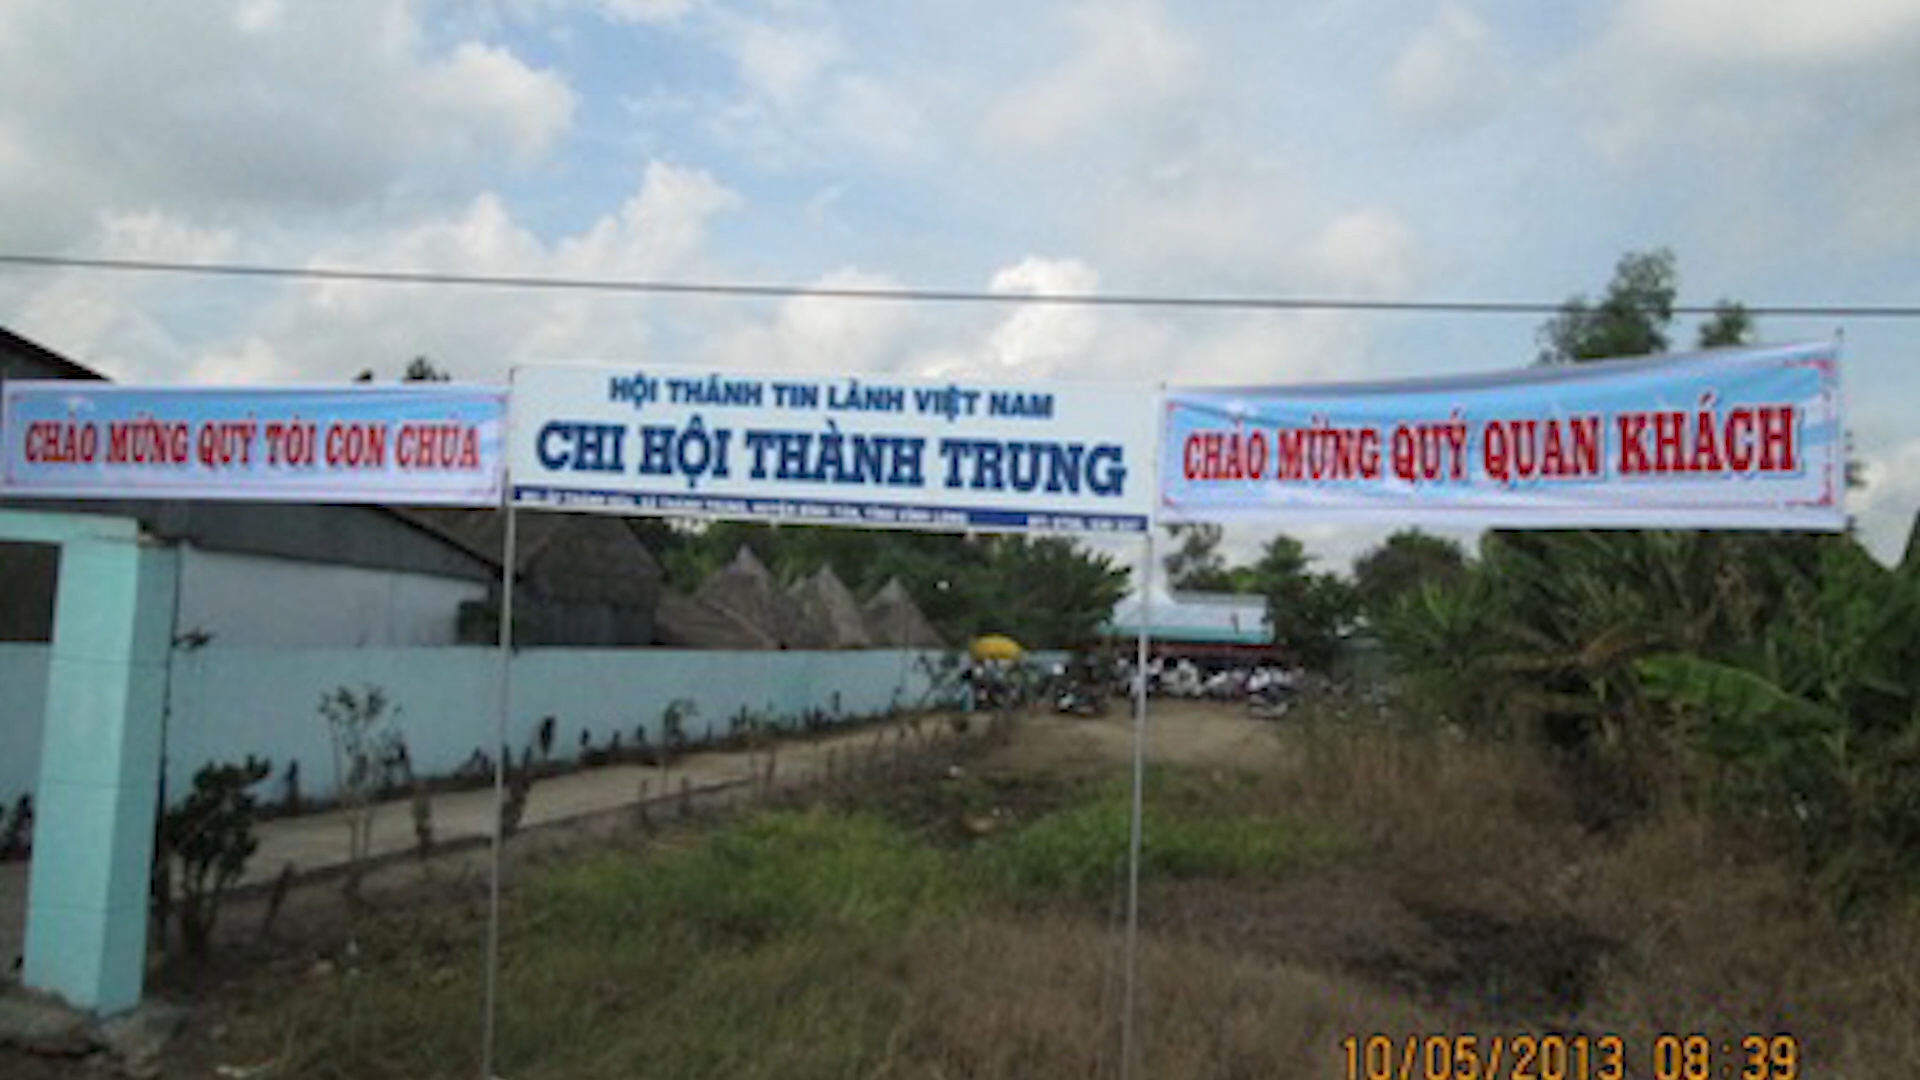 CHÀO MỪNG QUÝ TÔI CON CHÚA
HỘI THÁNH TIN LÀNH VIỆT NAM
CHI HỘI THÀNH TRUNG
CHÀO MỪNG QUÝ QUAN KHÁCH
10/05/2013 08:39